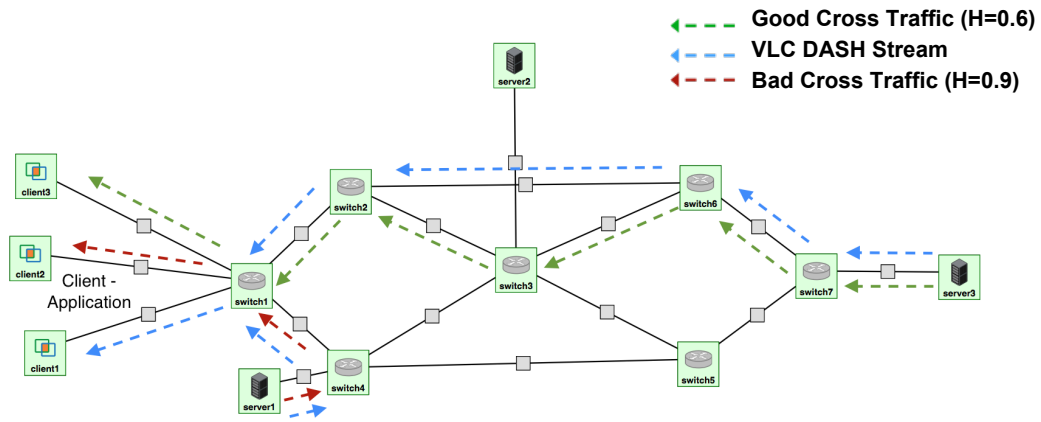 Good Cross Traffic (H=0.6)
VLC DASH Stream
Bad Cross Traffic (H=0.9)
server2
client3
switch2
switch6
client2
Client -
Application
switch1
switch3
switch7
server3
client1
server1
switch4
switch5